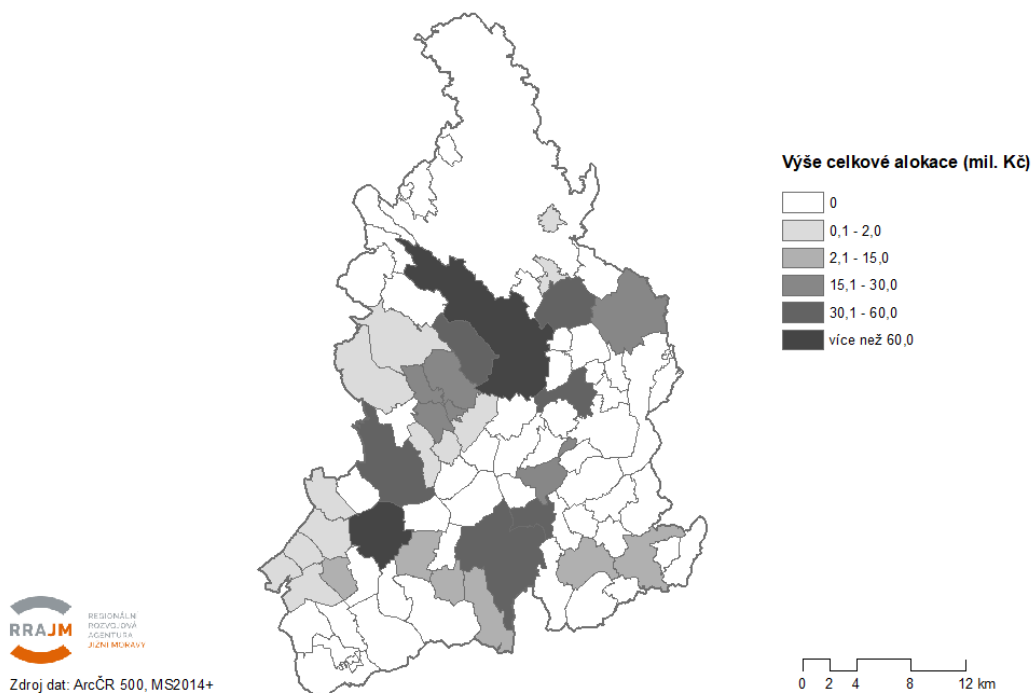 Výše celkové alokace (mil. Kč)
0
0,1 - 2,0
2,1 - 15,0
15,1 - 30,0
30,1 - 60,0
více než 60,0
RRAJM
REGIONÁLNÍ
ROZVOJOVÁ
AGENTURA
JIŽNÍ MORAVY
Zdroj dat: ArcČR 500, MS2014+
0 2 4 8 12 km